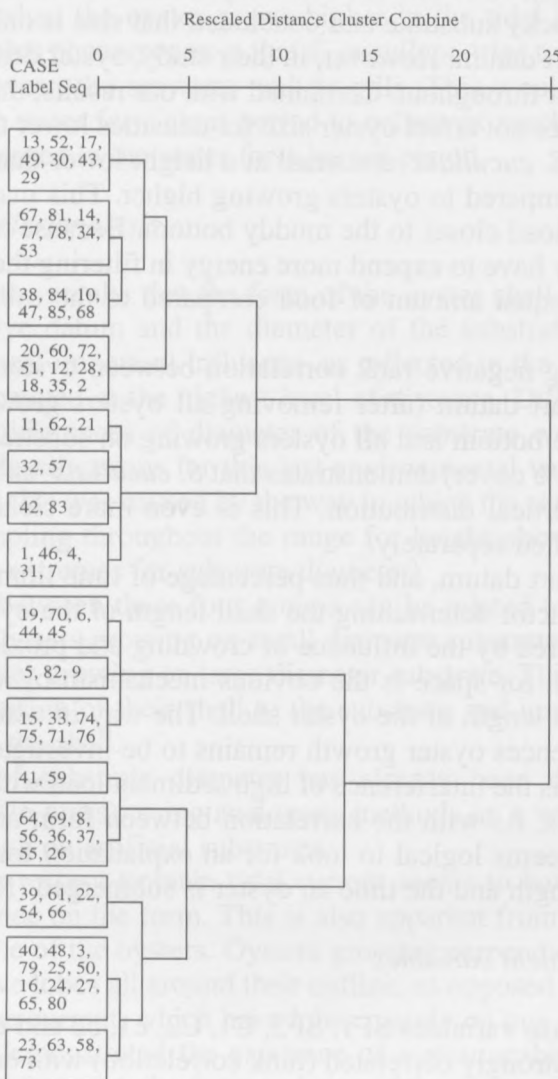 Rescaled Distance Cluster Combine
0 5 10 15 20 25
CASE
Label Seq
13, 52, 17,
49, 30, 43,
29
67, 81, 14,
77, 78, 34,
53
38, 84, 10,
47, 85, 68
20, 60, 72,
51, 12, 28,
18, 35, 2
11, 62, 21
32, 57
42, 83
1, 46, 4,
31, 7
19, 70, 6,
44, 45
5, 82, 9
15, 33, 74,
75, 71, 76
41, 59
64, 69, 8,
56, 36, 37,
55, 26
39, 61, 22,
54, 66
40, 48, 3,
79, 25, 50,
16, 24, 27,
65, 80
23, 63, 58,
73